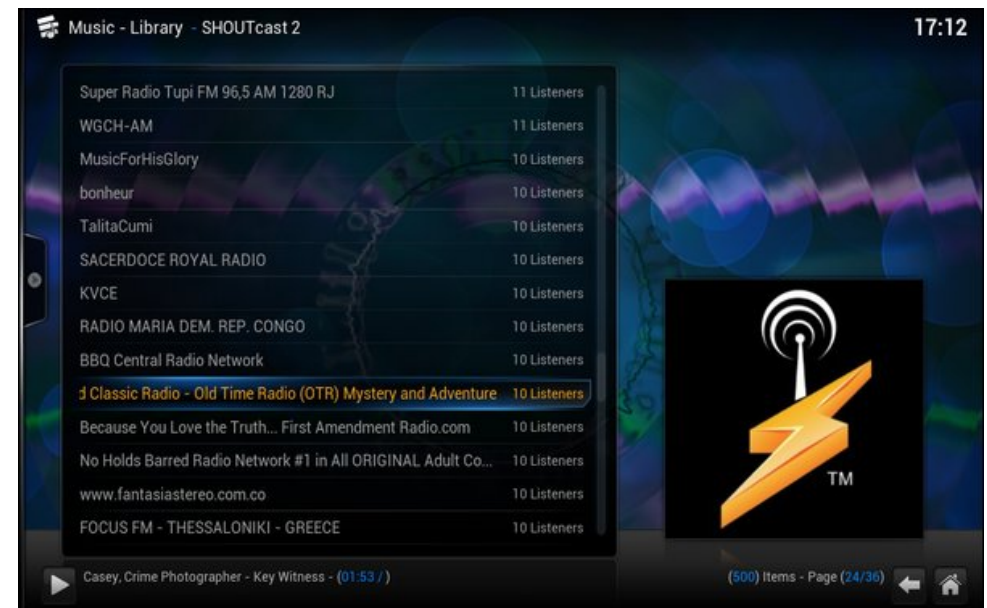 Music - Library - SHOUTcast 2
17:12
Super Radio Tupi FM 96,5 AM 1280 RJ 11 Listeners
WGCH-AM 11 Listeners
MusicForHisGlory 10 Listeners
bonheur 10 Listeners
TalitaCumi 10 Listeners
SACERDOCE ROYAL RADIO 10 Listeners
KVCE 10 Listeners
RADIO MARIA DEM. REP. CONGO 10 Listeners
BBQ Central Radio Network 10 Listeners
d Classic Radio - Old Time Radio (OTR) Mystery and Adventure 10 Listeners
Because You Love the Truth... First Amendment Radio.com 10 Listeners
No Holds Barred Radio Network #1 in All ORIGINAL Adult Co... 10 Listeners
www.fantasiastereo.com.co 10 Listeners
FOCUS FM - THESSALONIKI - GREECE 10 Listeners
TM
Casey, Crime Photographer - Key Witness - (01:53 / )
(500) Items - Page (24/36)